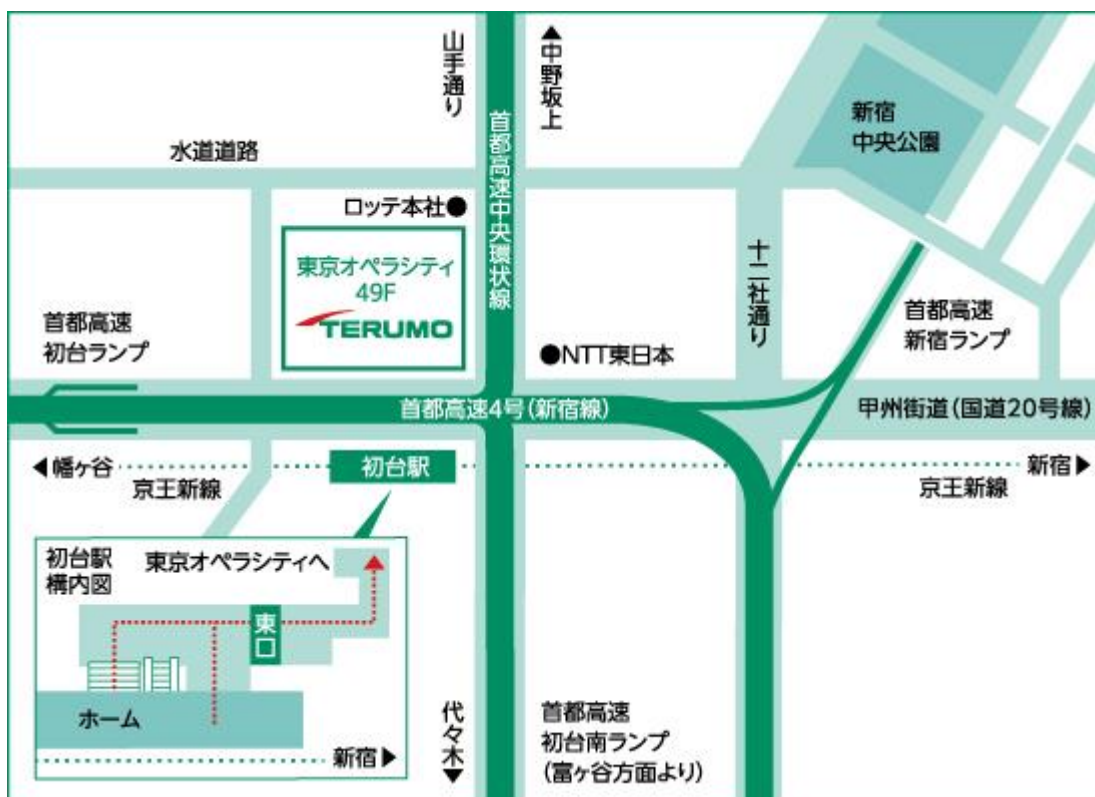 山手通り
▲中野坂上
首都高速中央環状線
新宿
中央公園
水道道路
ロッテ本社●
東京オペラシティ
49F
TERUMO
十二社通り
首都高速
初台ランプ
首都高速
新宿ランプ
●NTT東日本
首都高速4号(新宿線)
甲州街道(国道20号線)
◀幡ヶ谷
初台駅
新宿▶
京王新線
京王新線
初台駅
構内図
東京オペラシティへ
東口
ホーム
新宿▶
代々木▼
首都高速
初台南ランプ
(富ヶ谷方面より)